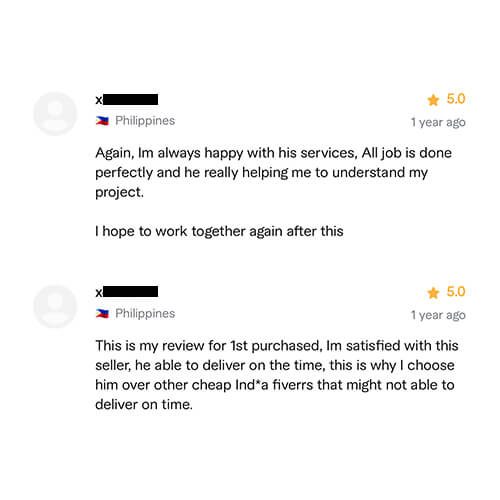 x
5.0
Philippines
1 year ago
Again, Im always happy with his services, All job is done
perfectly and he really helping me to understand my
project.
I hope to work together again after this
x
5.0
Philippines
1 year ago
This is my review for 1st purchased, Im satisfied with this
seller, he able to deliver on the time, this is why I choose
him over other cheap Ind*a fiverrs that might not able to
deliver on time.